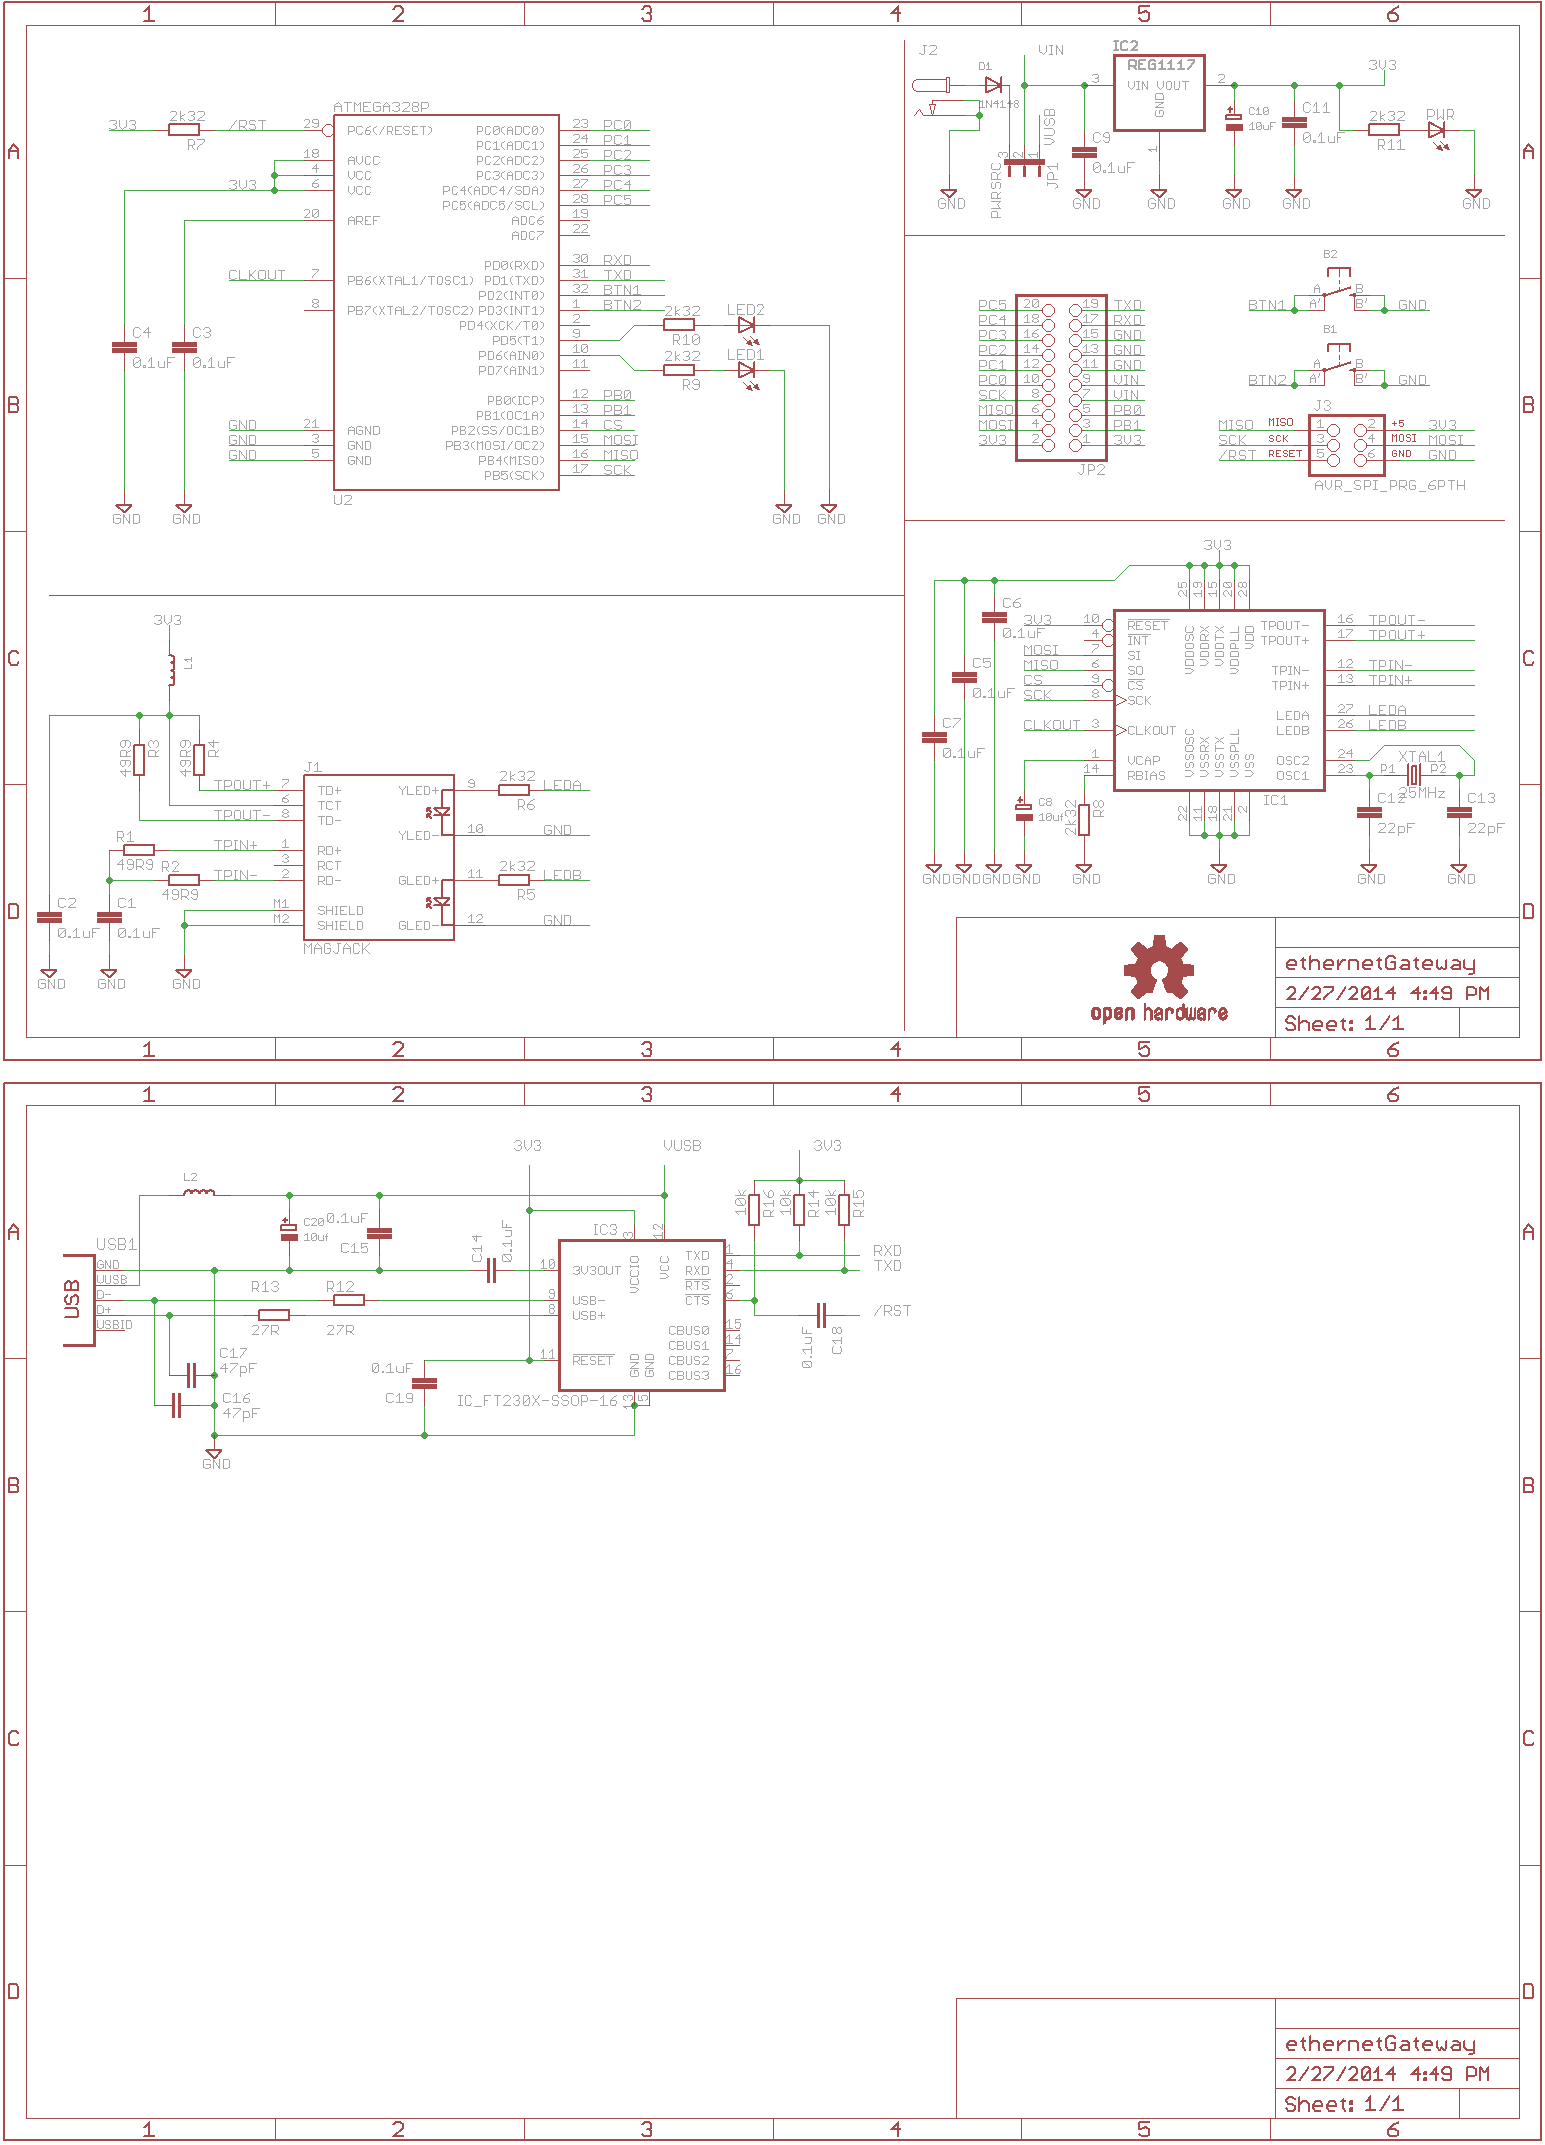 1 2 3 4 5 6
A
B
C
D
A
B
C
D
ATMEGA328P
3V3
2k32
R7
/RST
29 PC6(/RESET)
18 AVCC
4 VCC
3V3
6 VCC
20 AREF
CLKOUT 7 PB6(XTAL1/TOSC1)
8 PB7(XTAL2/TOSC2)
GND 21 AGND
GND 3 GND
GND 5 GND
U2
PC0(ADC0) 23 PC0
PC1(ADC1) 24 PC1
PC2(ADC2) 25 PC2
PC3(ADC3) 26 PC3
PC4(ADC4/SDA) 27 PC4
PC5(ADC5/SCL) 28 PC5
ADC6 19
ADC7 22
PD0(RXD) 30 RXD
PD1(TXD) 31 TXD
PD2(INT0) 32 BTN1
PD3(INT1) 1 BTN2
PD4(XCK/T0) 2
PD5(T1) 9
PD6(AIN0) 10
PD7(AIN1) 11
PB0(ICP) 12 PB0
PB1(OC1A) 13 PB1
PB2(SS/OC1B) 14 CS
PB3(MOSI/OC2) 15 MOSI
PB4(MISO) 16 MISO
PB5(SCK) 17 SCK
2k32 LED2
R10
2k32 LED1
R9
C4
0.1uF
C3
0.1uF
GND GND GND GND
J2
D1
1N4148
VIN
IC2
REG1117
3 VIN VOUT 2
GND
1
VUSB
PWRSRC
3 2 1
JP1
C9
0.1uF
C10
10uF
C11
0.1uF
3V3
2k32
R11
PWR
GND GND GND GND GND GND
PC5 20 19 TXD
PC4 18 17 RXD
PC3 16 15 GND
PC2 14 13 GND
PC1 12 11 GND
PC0 10 9 VIN
SCK 8 7 VIN
MISO 6 5 PB0
MOSI 4 3 PB1
3V3 2 1 3V3
JP2
B2
A B
BTN1 A' B' GND
B1
A B
BTN2 A' B' GND
J3
MISO MISO 1 2 +5 3V3
SCK SCK 3 4 MOSI MOSI
/RST RESET 5 6 GND GND
AVR_SPI_PRG_6PTH
3V3
25 19 15 20 28
VDDOSC VDDRX VDDTX VDDPLL VDD
C6
0.1uF
C5
0.1uF
C7
0.1uF
3V3 10 RESET
4 INT
MOSI 7 SI
MISO 6 SO
CS 9 CS
SCK 8 SCK
CLKOUT 3 CLKOUT
1 VCAP
14 RBIAS
TPOUT- 16 TPOUT-
TPOUT+ 17 TPOUT+
TPIN- 12 TPIN-
TPIN+ 13 TPIN+
LEDA 27 LEDA
LEDB 26 LEDB
OSC2 24
OSC1 23
VSSOSC VSSRX VSSTX VSSPLL VSS
22 11 18 21 2
IC1
XTAL1
P1 P2
25MHz
C8
10uf
2k32
R8
C12
22pF
C13
22pF
GND GND GND GND GND GND GND GND
3V3
L1
49R9
R3
49R9
R4
J1
TPOUT+ 7 TD+
6 TCT
TPOUT- 8 TD-
R1
49R9
TPIN+ 1 RD+
3 RCT
R2
49R9
TPIN- 2 RD-
M1 SHIELD
M2 SHIELD
MAGJACK
YLED+ 9 2k32 LEDA
R6
YLED- 10 GND
GLED+ 11 2k32 LEDB
R5
GLED- 12 GND
C2
0.1uF
C1
0.1uF
GND GND GND
open hardware
ethernetGateway
2/27/2014 4:49 PM
Sheet: 1/1
1 2 3 4 5 6
1 2 3 4 5 6
A
B
C
D
A
B
C
D
3V3
VUSB
3V3
L2
C20
10uf
0.1uF
C15
C14
0.1uF
USB1
USB
GND
UUSB
D-
D+
USBID
R13
27R
R12
27R
C17
47pF
C16
47pF
0.1uF
C19
IC3
3 12
VCCIO VCC
10 3V3OUT
9 USB-
8 USB+
11 RESET
GND GND
13 5
IC_FT230X-SSOP-16
TXD 1 RXD
RXD 4 TXD
RTS 2
CTS 6
CBUS0 15
CBUS1 14
CBUS2 7
CBUS3 16
10k R16
10k R14
10k R15
/RST
0.1uF
C18
GND
ethernetGateway
2/27/2014 4:49 PM
Sheet: 1/1
1 2 3 4 5 6